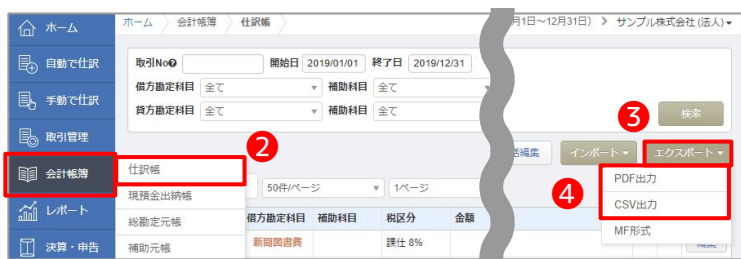 ホーム
自動で仕訳
手動で仕訳
取引管理
会計帳簿
レポート
決算・申告
ホーム 会計帳簿 仕訳帳
月1日～12月31日） サンプル株式会社 (法人)
取引No 開始日 2019/01/01 終了日 2019/12/31
借方勘定科目 全て 補助科目 全て
貸方勘定科目 全て 補助科目 全て
検索
2
3
4
仕訳帳
現預金出納帳
総勘定元帳
補助元帳
編集 インポート エクスポート
50件/ページ 1ページ
PDF出力
CSV出力
MF形式
借方勘定科目 補助科目 税区分 金額
新聞図書費 課仕 8%